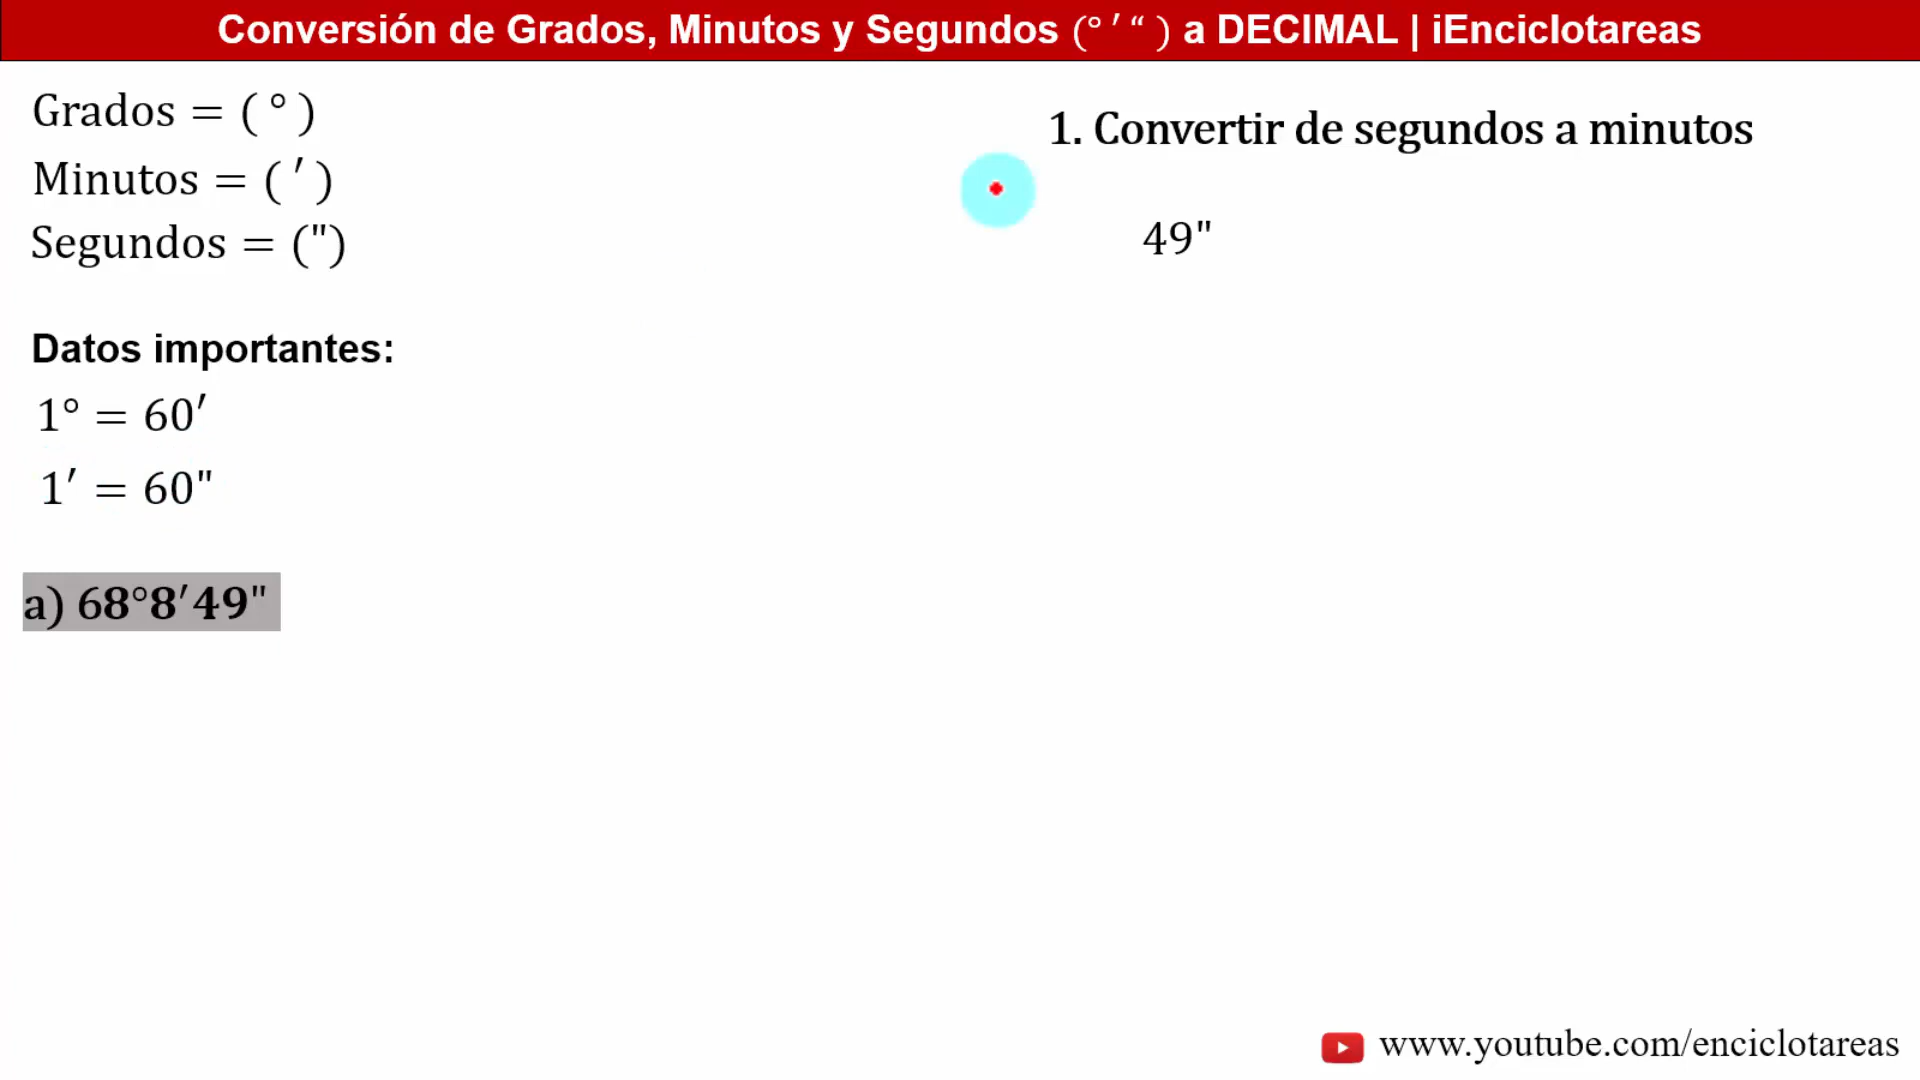 Conversión de Grados, Minutos y Segundos (° ′ “ ) a DECIMAL | iEnciclotareas
Grados = ( ° )
Minutos = ( ′ )
Segundos = (")
Datos importantes:
1° = 60′
1′ = 60"
a) 68°8′49"
1. Convertir de segundos a minutos
49"
www.youtube.com/enciclotareas